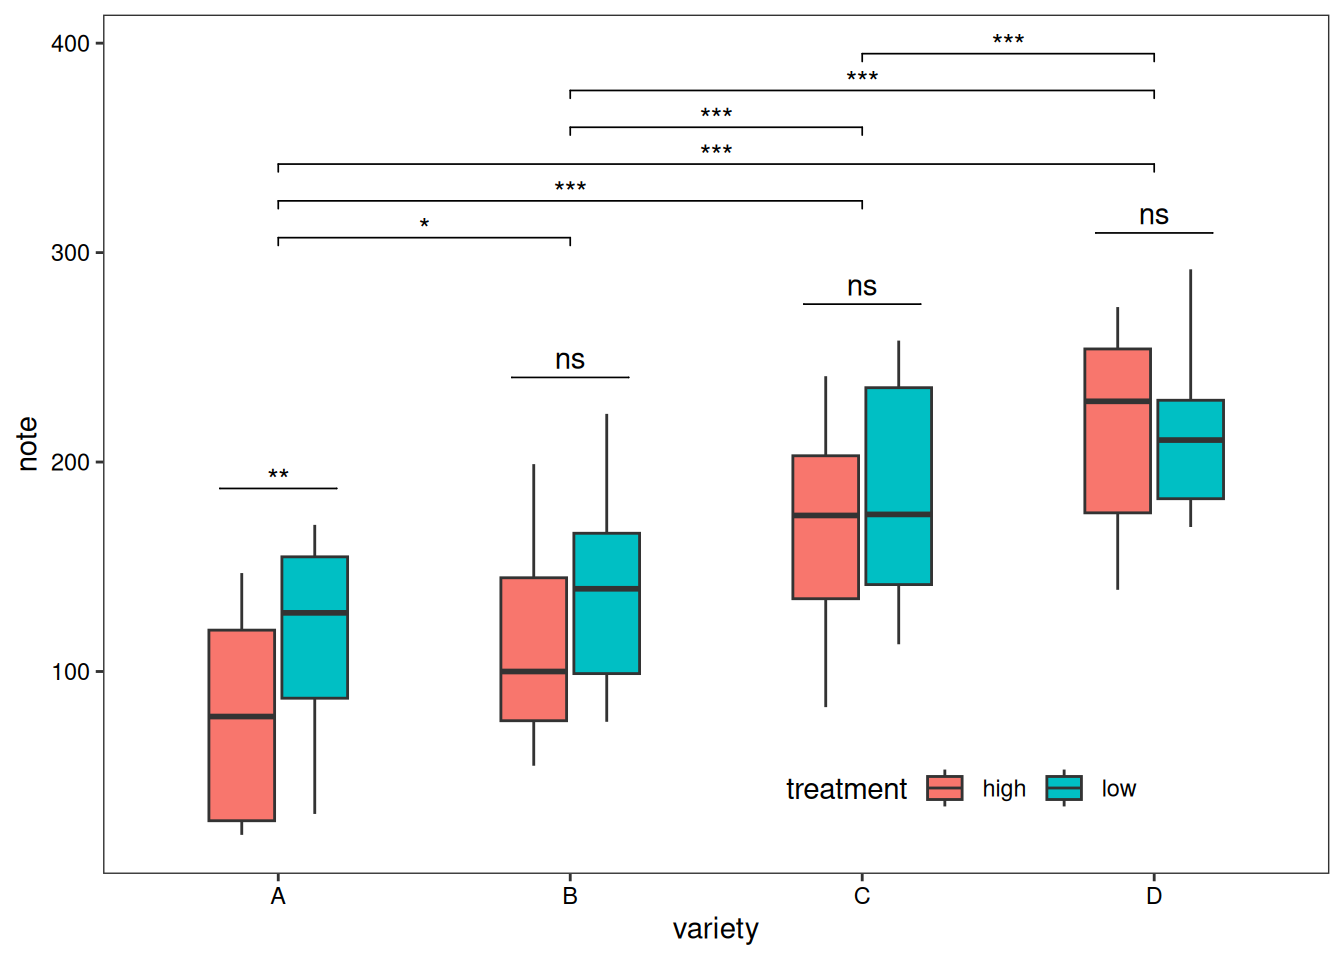 400
***
***
***
***
***
*
ns
300
ns
ns
note
200
**
100
treatment high low
A B C D
variety